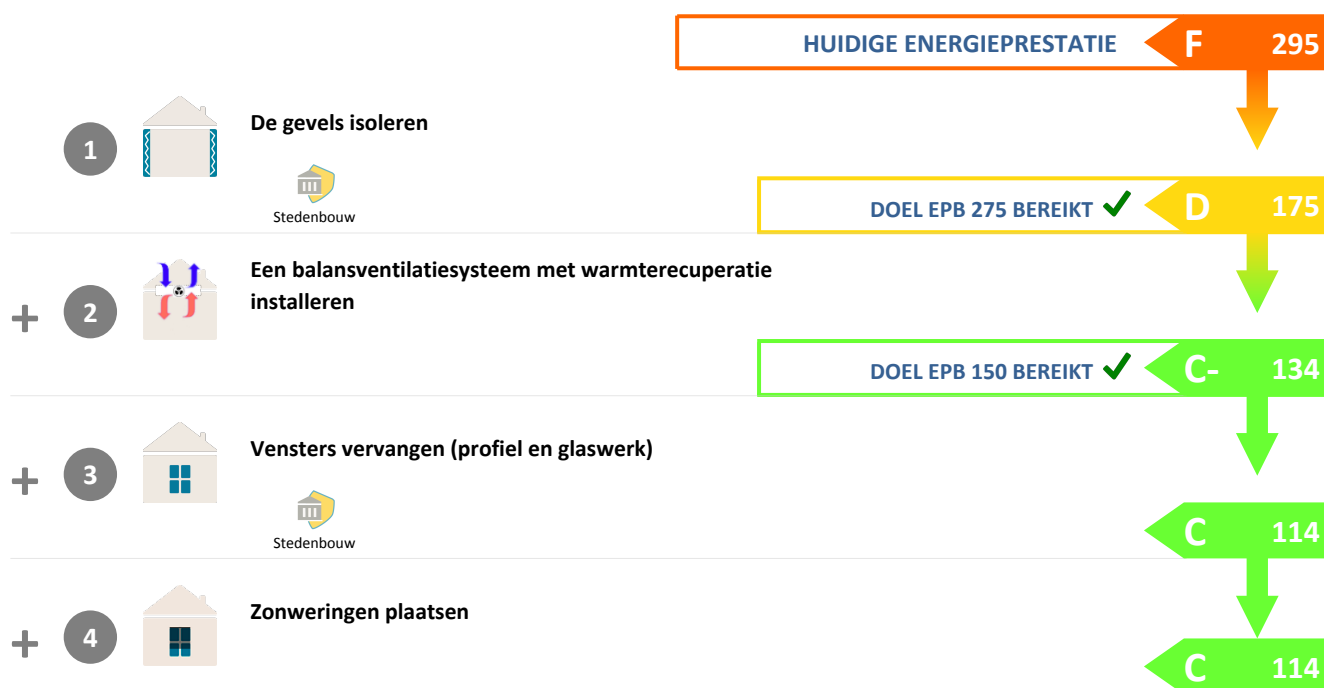 HUIDIGE ENERGIEPRESTATIE F 295
1 De gevels isoleren
Stedenbouw
DOEL EPB 275 BEREIKT ✓ D 175
+ 2 Een balansventilatiesysteem met warmterecuperatie
installeren
DOEL EPB 150 BEREIKT ✓ C- 134
+ 3 Vensters vervangen (profiel en glaswerk)
Stedenbouw
C 114
+ 4 Zonweringen plaatsen
C 114